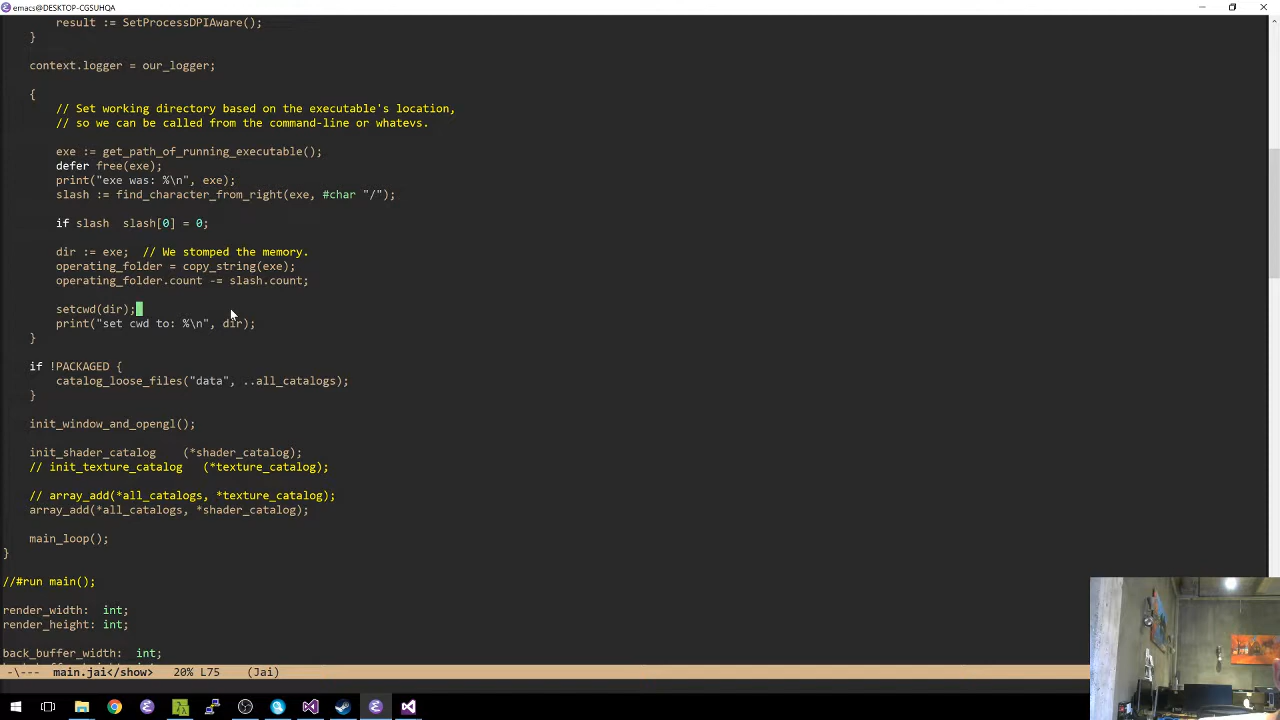 emacs@DESKTOP-CGSUHQA
result := SetProcessDPIAware();
}
context.logger = our_logger;
{
// Set working directory based on the executable's location,
// so we can be called from the command-line or whatevs.
exe := get_path_of_running_executable();
defer free(exe);
print("exe was: %\n", exe);
slash := find_character_from_right(exe, #char "/");
if slash  slash[0] = 0;
dir := exe;  // We stomped the memory.
operating_folder = copy_string(exe);
operating_folder.count -= slash.count;
setcwd(dir);
print("set cwd to: %\n", dir);
}
if !PACKAGED {
catalog_loose_files("data", ..all_catalogs);
}
init_window_and_opengl();
init_shader_catalog    (*shader_catalog);
// init_texture_catalog   (*texture_catalog);
// array_add(*all_catalogs, *texture_catalog);
array_add(*all_catalogs, *shader_catalog);
main_loop();
}
//#run main();
render_width:  int;
render_height: int;
back_buffer_width:  int;
-\---  main.jai</show>   20% L75    (Jai)